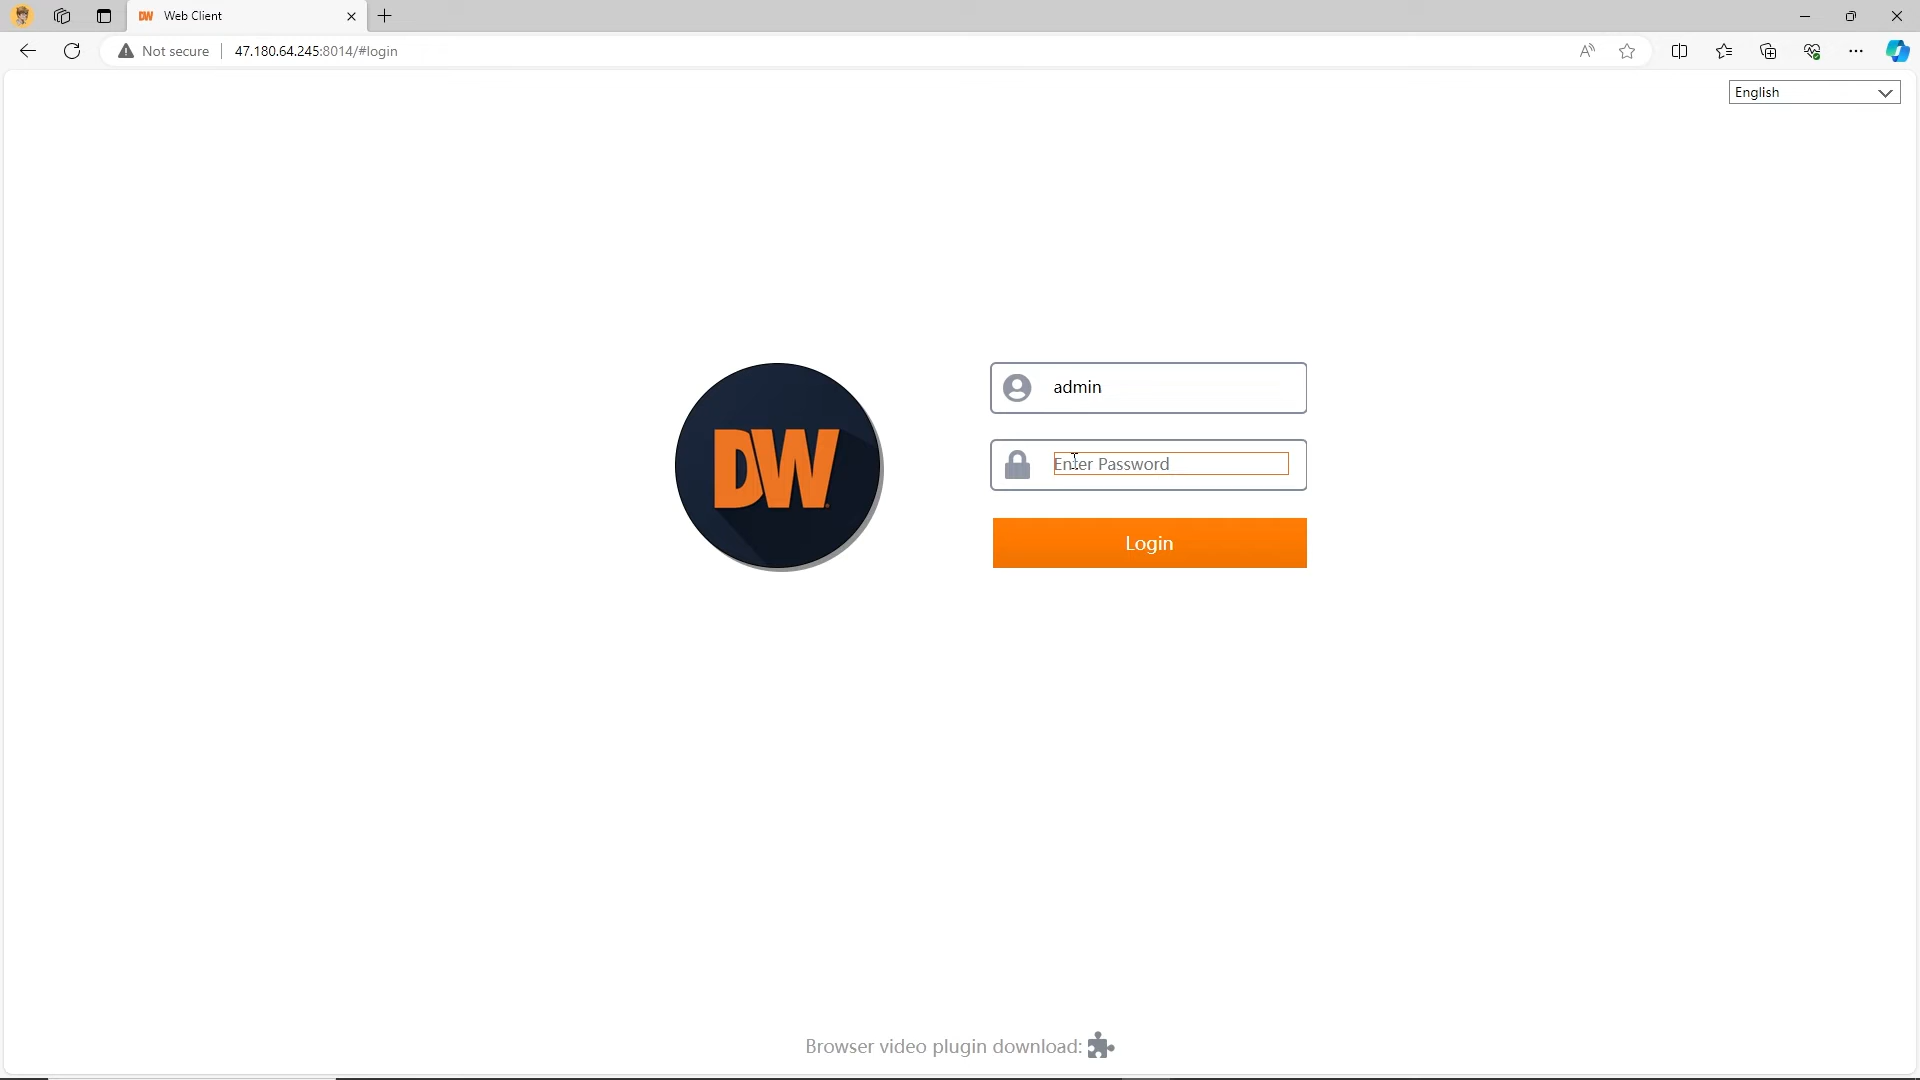 Web Client
Not secure
47.180.64.245:8014/#login
English
admin
DW.
Enter Password
Login
Browser video plugin download: